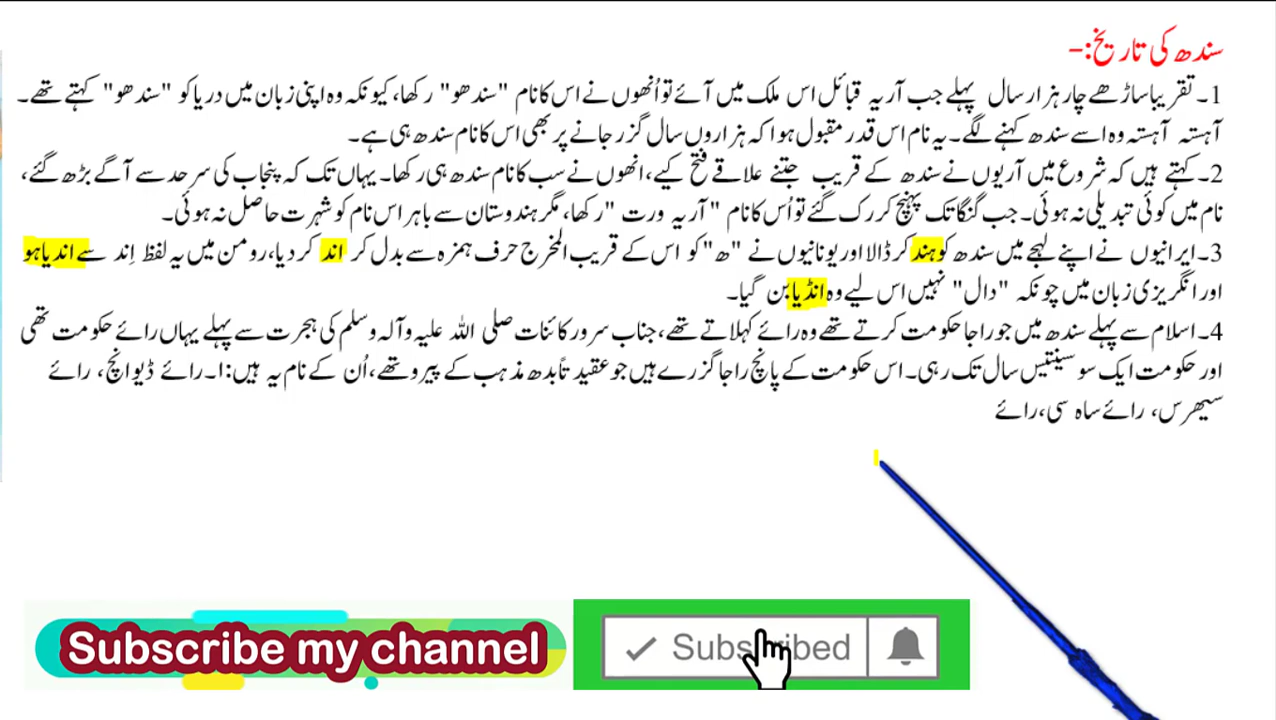 سندھ کی تاریخ:-
1۔ تقریبا ساڑھے چار ہزار سال پہلے جب آریہ قبائل اس ملک میں آئے تو اُنھوں نے اس کا نام "سندھو" رکھا، کیونکہ وہ اپنی زبان میں دریا کو "سندھو" کہتے تھے۔
آہستہ آہستہ وہ اسے سندھ کہنے لگے۔ یہ نام اس قدر مقبول ہوا کہ ہزاروں سال گزر جانے پر بھی اس کا نام سندھ ہی ہے۔
2۔ کہتے ہیں کہ شروع میں آریوں نے سندھ کے قریب جتنے علاقے فتح کیے، انھوں نے سب کا نام سندھ ہی رکھا۔ یہاں تک کہ پنجاب کی سرحد سے آگے بڑھ گئے،
نام میں کوئی تبدیلی نہ ہوئی۔ جب گنگا تک پہنچ کر رک گئے تو اُس کا نام "آریہ ورت" رکھا، مگر ہندوستان سے باہر اس نام کو شہرت حاصل نہ ہوئی۔
3۔ ایرانیوں نے اپنے لہجے میں سندھ کو ہند کر ڈالا اور یونانیوں نے "ھ" کو اس کے قریب المخرج حرف ہمزہ سے بدل کر اند کر دیا، رومن میں یہ لفظ اِند سے اندیا ہو
اور انگریزی زبان میں چونکہ "دال" نہیں اس لیے وہ انڈیا بن گیا۔
4۔ اسلام سے پہلے سندھ میں جو راجا حکومت کرتے تھے وہ رائے کہلاتے تھے، جناب سرور کائنات صلی اللہ علیہ وآلہ وسلم کی ہجرت سے پہلے یہاں رائے حکومت تھی
اور حکومت ایک سو سینتیس سال تک رہی۔ اس حکومت کے پانچ راجا گزرے ہیں جو عقیدتاً بدھ مذہب کے پیرو تھے، اُن کے نام یہ ہیں: ا۔ رائے ڈیوانچ، رائے
سیھرس، رائے ساہ سی، رائے
Subscribe my channel
Subscribed